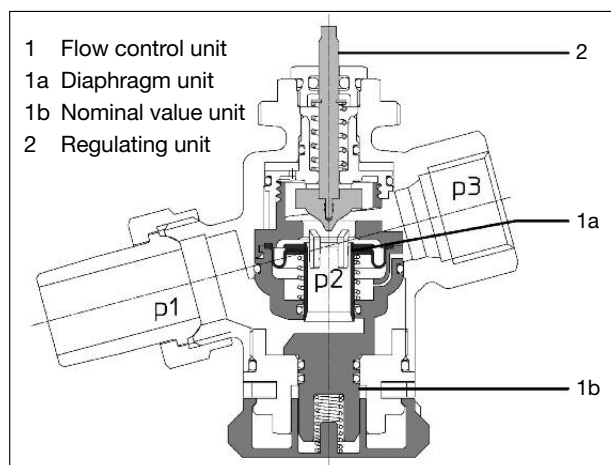 1 Flow control unit
1a Diaphragm unit
1b Nominal value unit
2 Regulating unit
2
p3
1a
p2
p1
1b